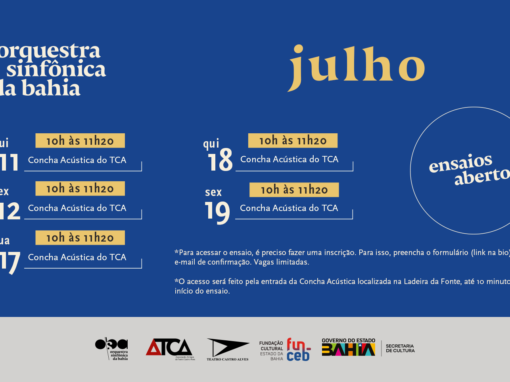 orquestra
sinfônica
da bahia
julho
qui
11
10h às 11h20
Concha Acústica do TCA
sex
12
10h às 11h20
Concha Acústica do TCA
qua
17
10h às 11h20
Concha Acústica do TCA
qui
18
10h às 11h20
Concha Acústica do TCA
sex
19
10h às 11h20
Concha Acústica do TCA
ensaios
aberto
*Para acessar o ensaio, é preciso fazer uma inscrição. Para isso, preencha o formulário (link na bio)
e-mail de confirmação. Vagas limitadas.
*O acesso será feito pela entrada da Concha Acústica localizada na Ladeira da Fonte, até 10 minuto
início do ensaio.
orquestra
sinfônica
da bahia
ATCA
TEATRO CASTRO ALVES
FUNDAÇÃO
CULTURAL
ESTADO DA
BAHIA
fun
ceb
GOVERNO DO ESTADO
BAHIA
SECRETARIA
DE CULTURA